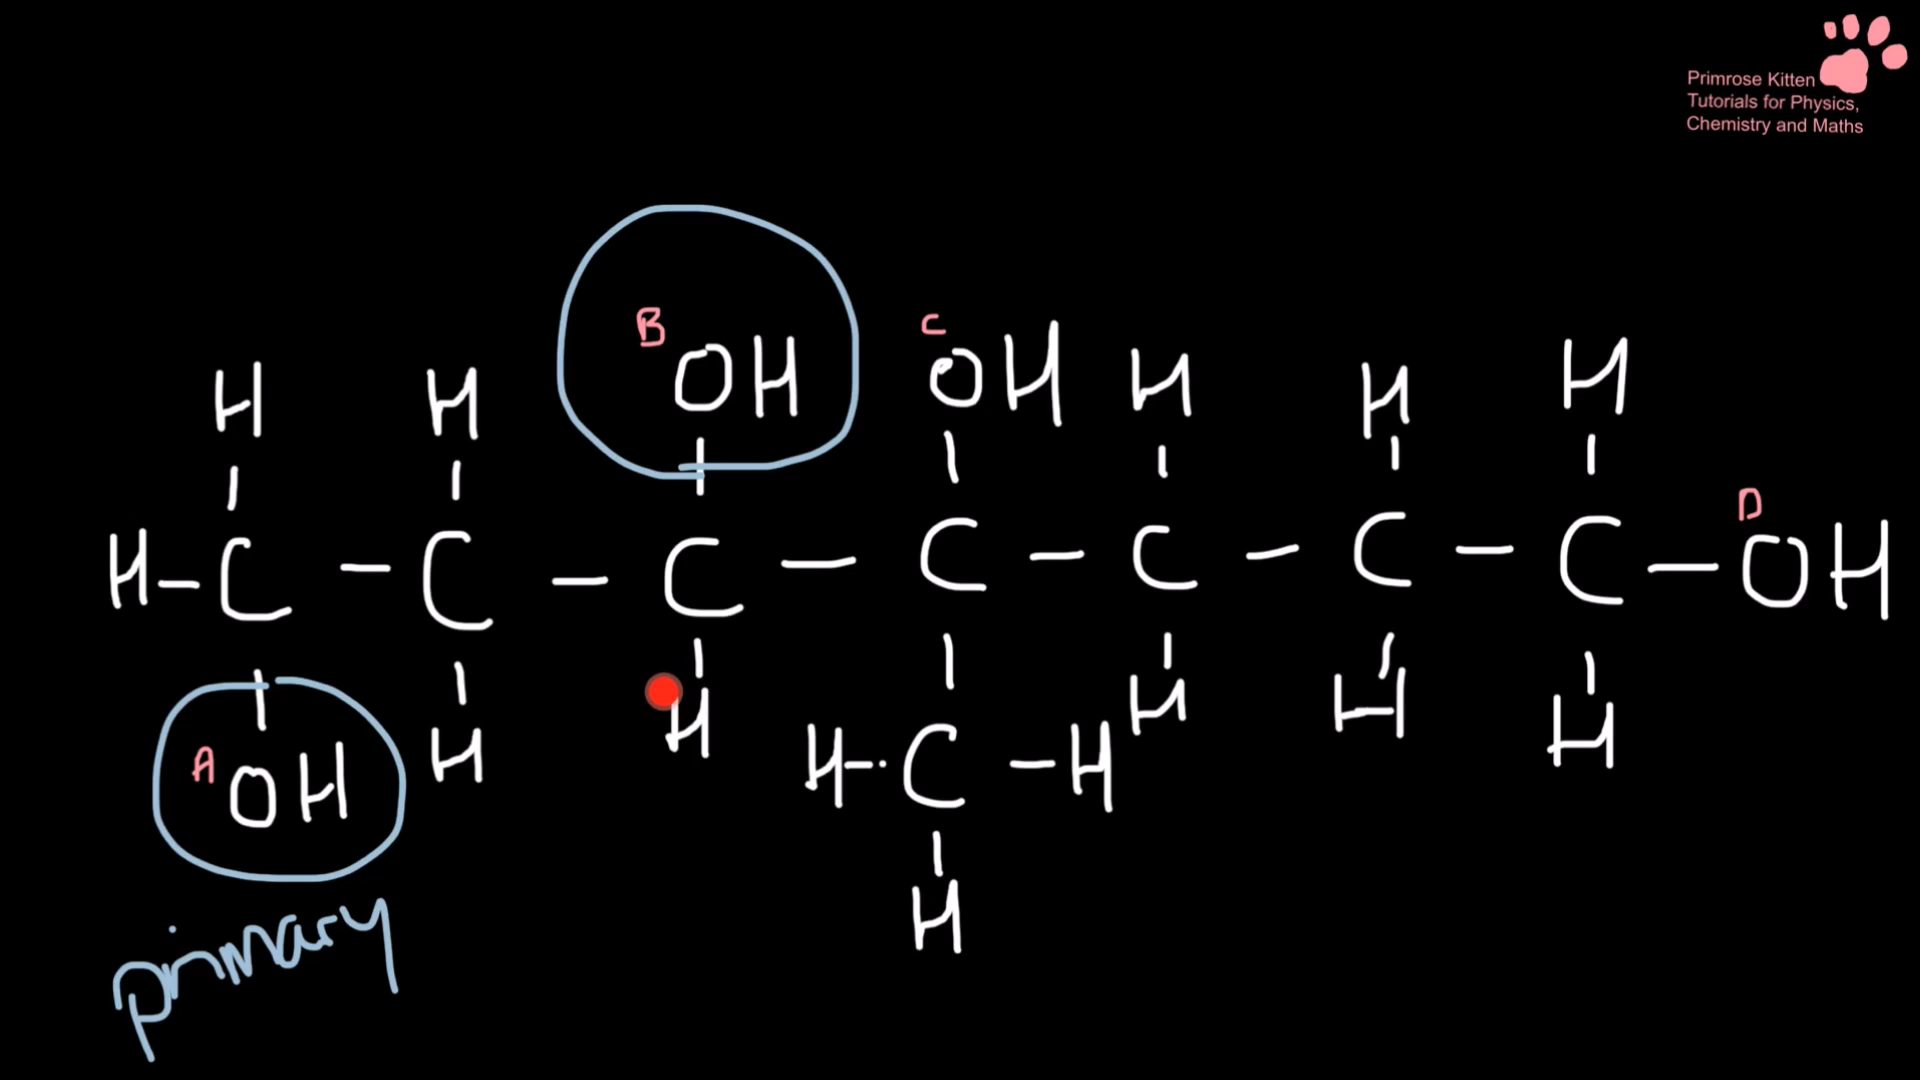 Primrose Kitten
Tutorials for Physics,
Chemistry and Maths
B C
H H OH OH H H H
D
H-C - C - C - C - C - C - C - OH
H H H H
A OH H H-C-H
H
primary